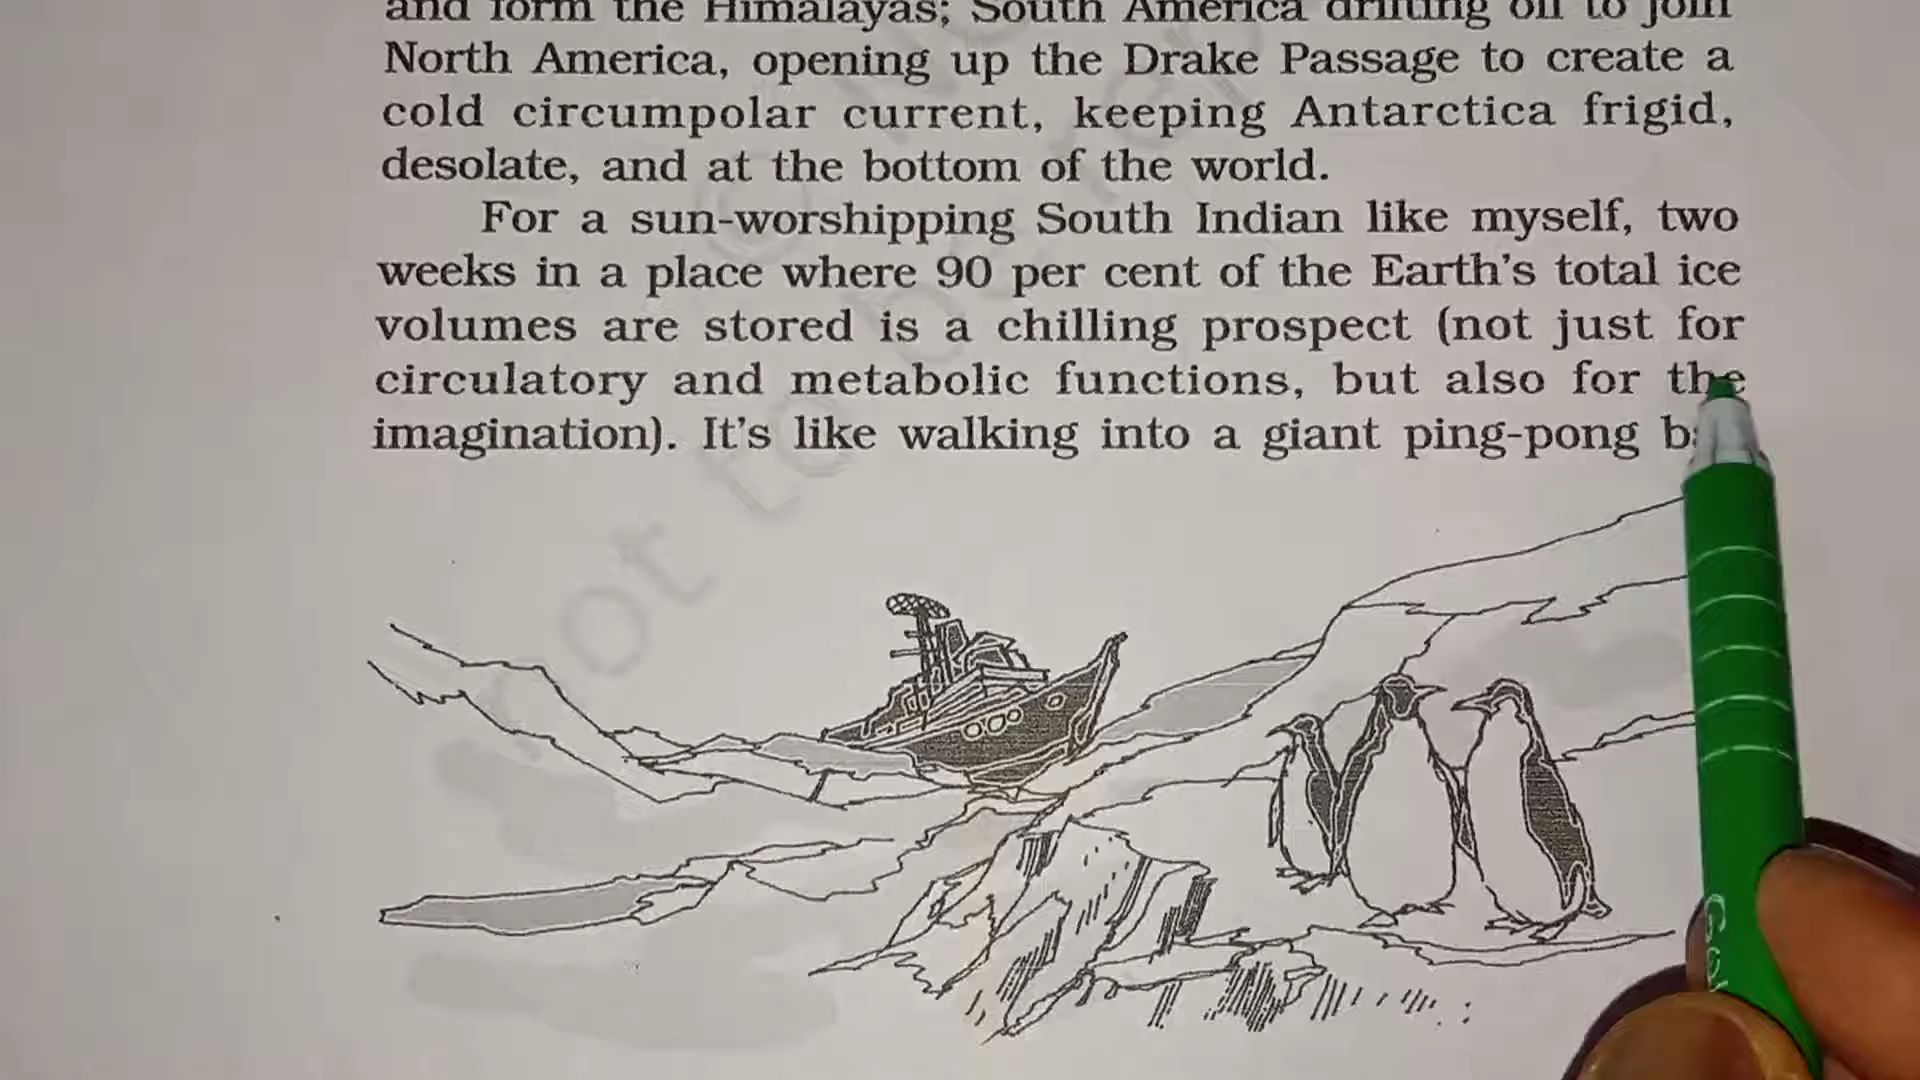 and form the Himalayas; South America drifting off to join
North America, opening up the Drake Passage to create a
cold circumpolar current, keeping Antarctica frigid,
desolate, and at the bottom of the world.
For a sun-worshipping South Indian like myself, two
weeks in a place where 90 per cent of the Earth's total ice
volumes are stored is a chilling prospect (not just for
circulatory and metabolic functions, but also for the
imagination). It's like walking into a giant ping-pong
not to be